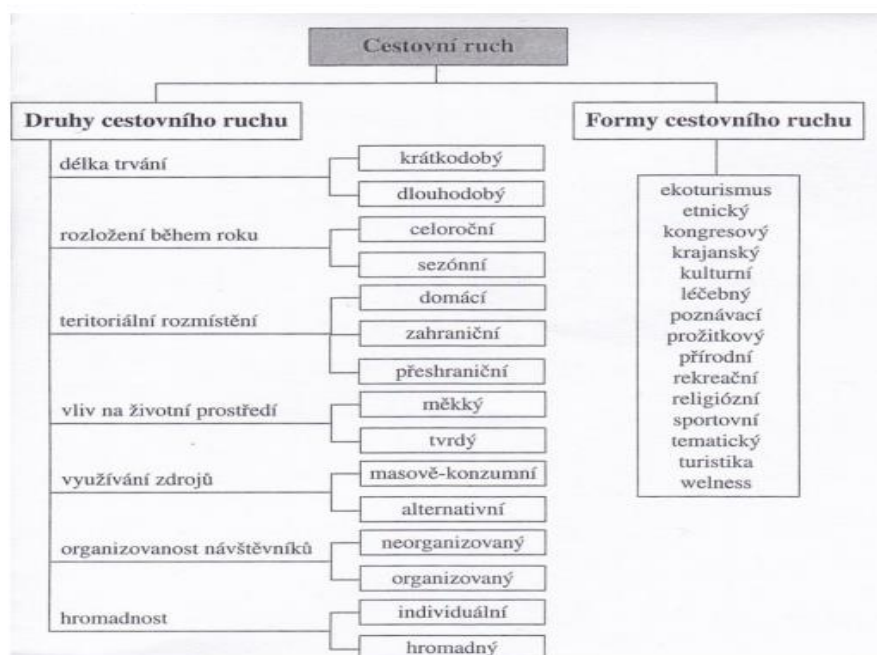 Cestovní ruch
Druhy cestovního ruchu
délka trvání
krátkodobý
dlouhodobý
rozložení během roku
celoroční
sezónní
teritoriální rozmístění
domácí
zahraniční
přeshraniční
vliv na životní prostředí
měkký
tvrdý
využívání zdrojů
masově-konzumní
alternativní
organizovanost návštěvníků
neorganizovaný
organizovaný
hromadnost
individuální
hromadný
Formy cestovního ruchu
ekoturismus
etnický
kongresový
krajanský
kulturní
léčebný
poznávací
prožitkový
přírodní
rekreační
religiózní
sportovní
tematický
turistika
welness